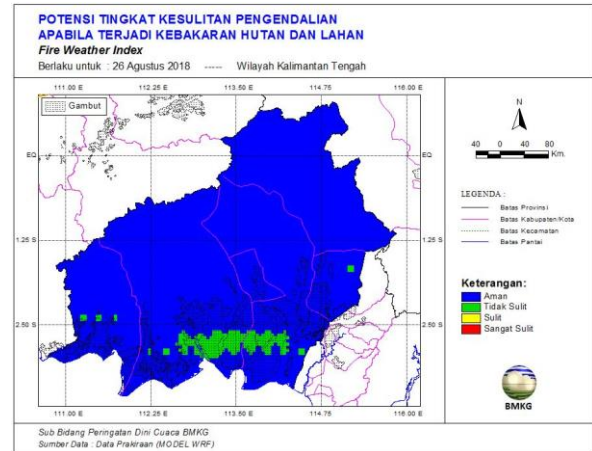 POTENSI TINGKAT KESULITAN PENGENDALIAN
APABILA TERJADI KEBAKARAN HUTAN DAN LAHAN
Fire Weather Index
Berlaku untuk : 26 Agustus 2018 ----- Wilayah Kalimantan Tengah
111.00 E 112.25 E 113.50 E 114.75 E 116.00 E
Gambut
EQ EQ
1.25 S 1.25 S
2.50 S 2.50 S
111.00 E 112.25 E 113.50 E 114.75 E 116.00 E
N
40 0 40 80
Km.
LEGENDA :
Batas Provinsi
Batas Kabupaten/Kota
Batas Kecamatan
Batas Pantai
Keterangan:
Aman
Tidak Sulit
Sulit
Sangat Sulit
BMKG
Sub Bidang Peringatan Dini Cuaca BMKG
Sumber Data : Data Prakiraan (MODEL WRF)